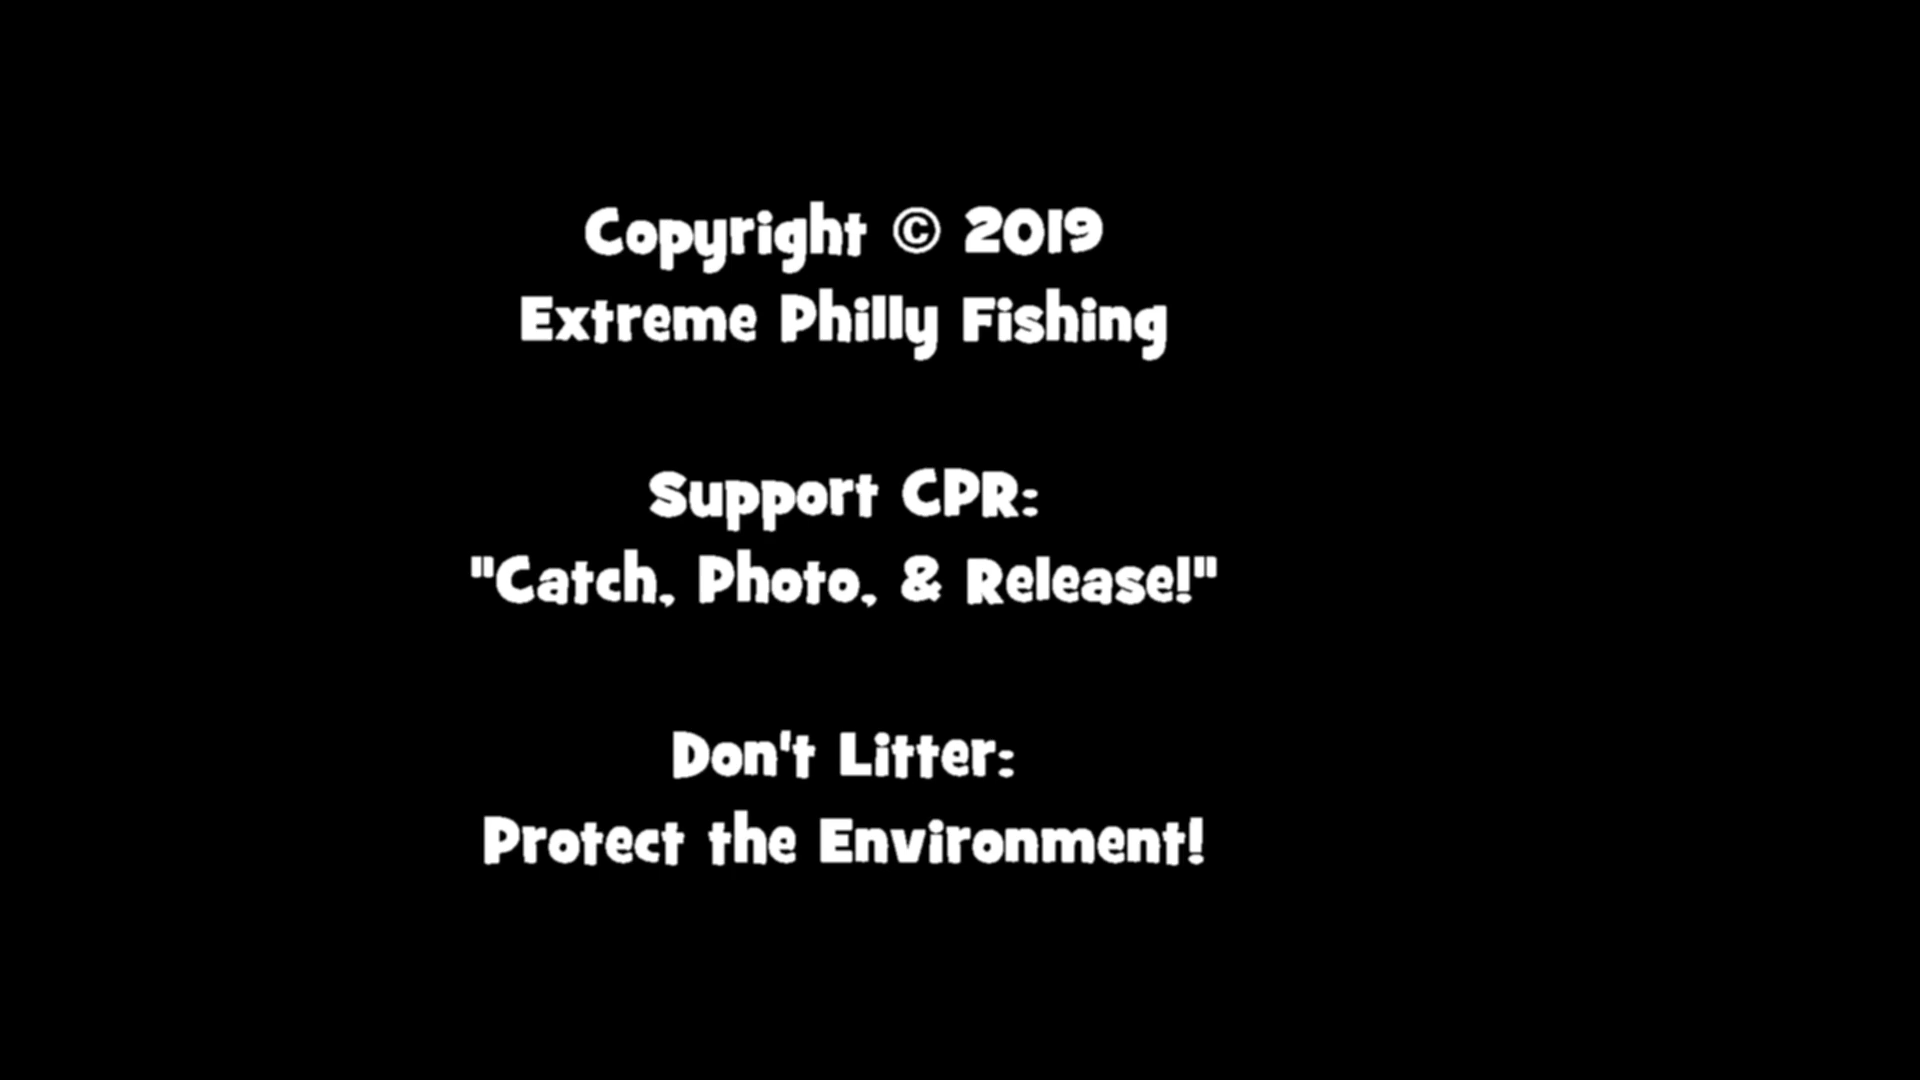 Copyright © 2019
Extreme Philly Fishing
Support CPR:
"Catch, Photo, & Release!"
Don't Litter:
Protect the Environment!